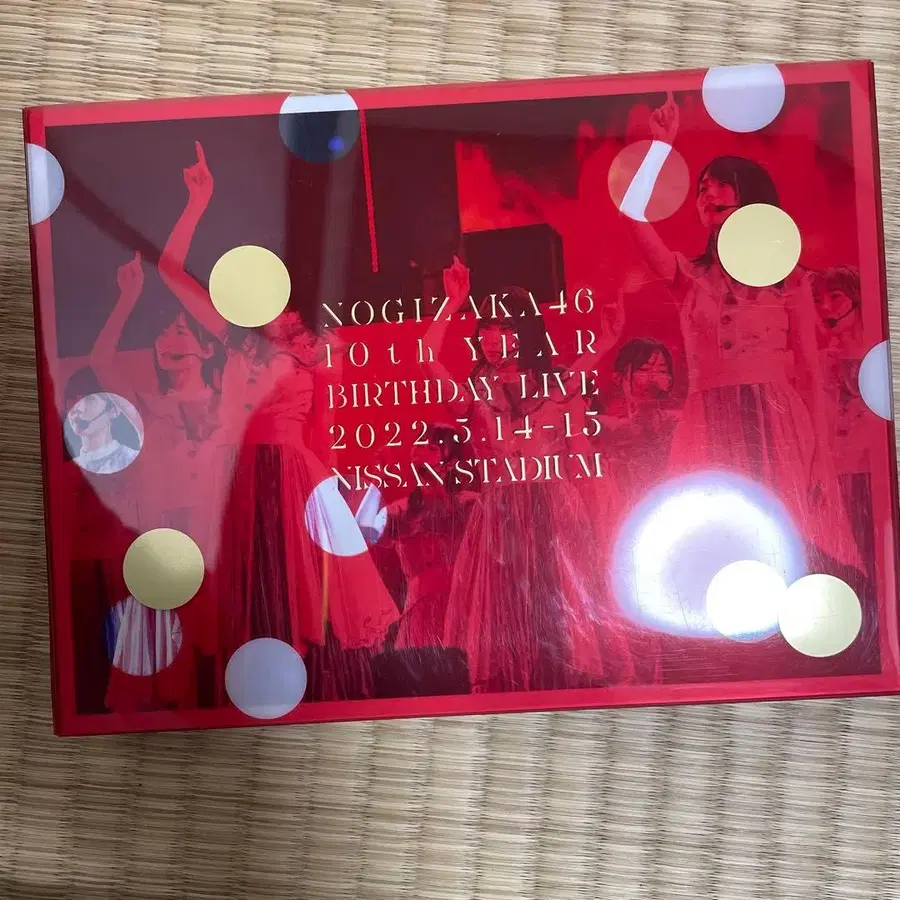 NOGIZAKA46
10th YEAR
BIRTHDAY LIVE
2022.5.14-15
NISSAN STADIUM